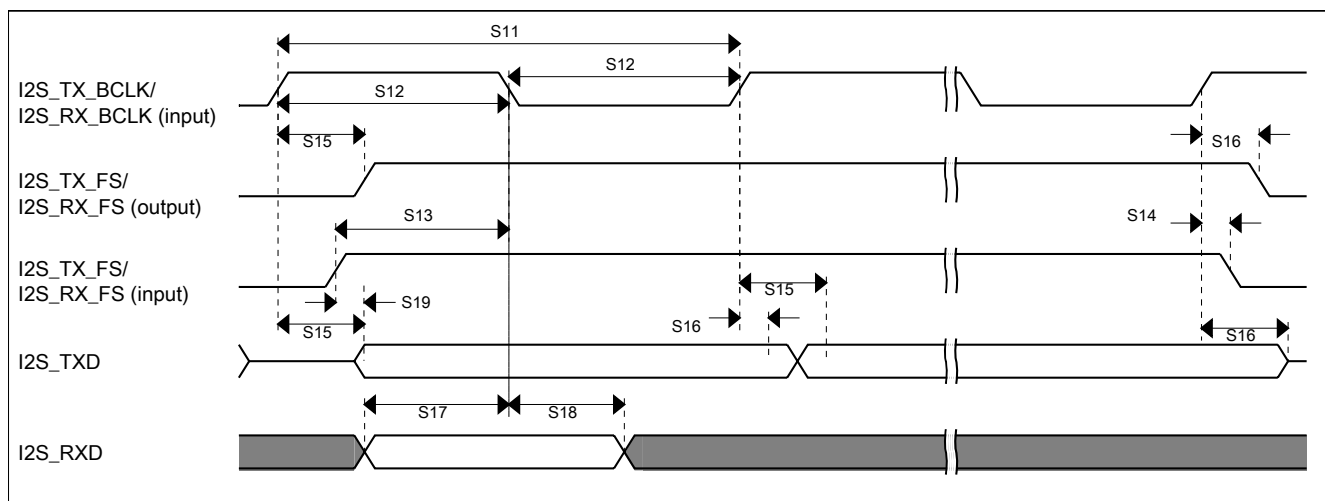 S11
I2S_TX_BCLK/
I2S_RX_BCLK (input)
S12
S12
S15
S16
I2S_TX_FS/
I2S_RX_FS (output)
S13
S14
I2S_TX_FS/
I2S_RX_FS (input)
S19
S15
S15
S16
S16
I2S_TXD
S17
S18
I2S_RXD